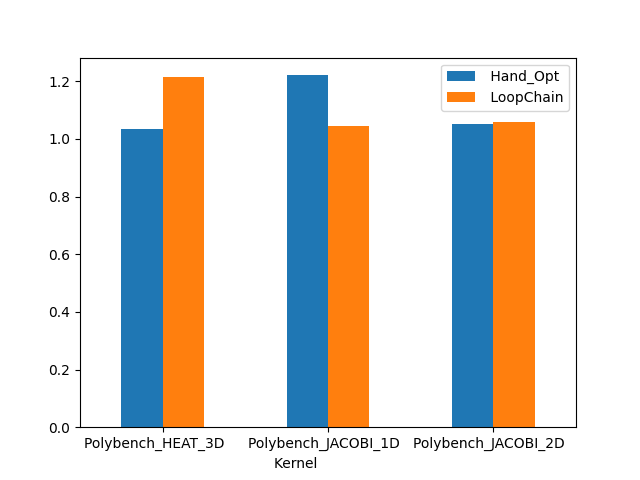 1.2
1.0
0.8
0.6
0.4
0.2
0.0
Hand_Opt
LoopChain
Polybench_HEAT_3D
Polybench_JACOBI_1D
Polybench_JACOBI_2D
Kernel